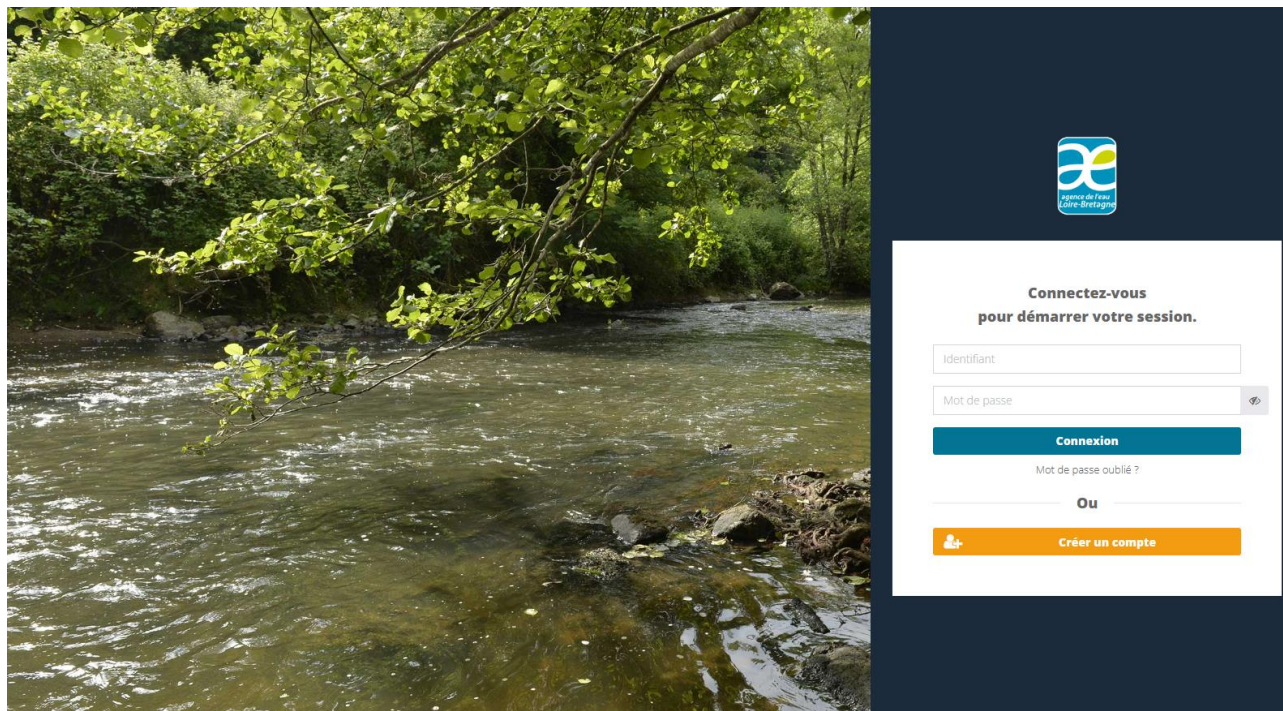 agence de l'eau
Loire-Bretagne
Connectez-vous
pour démarrer votre session.
Identifiant
Mot de passe
Connexion
Mot de passe oublié ?
Ou
Créer un compte